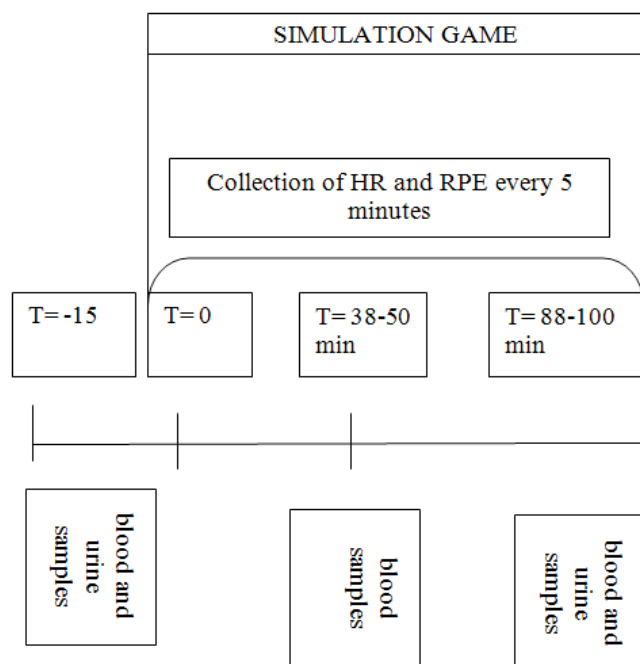 SIMULATION GAME
Collection of HR and RPE every 5
minutes
T= -15
T= 0
T= 38-50
min
T= 88-100
min
blood and
urine
samples
blood
samples
blood and
urine
samples